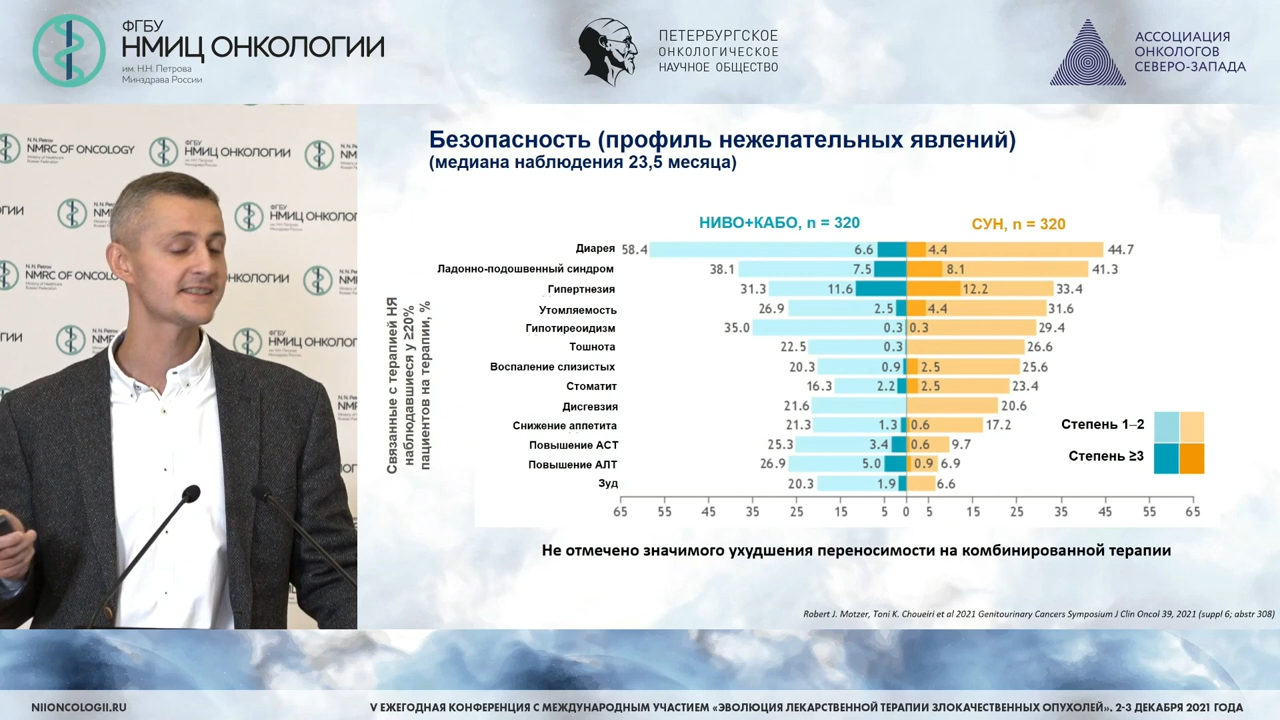 ФГБУ
НМИЦ ОНКОЛОГИИ
им. Н.Н. Петрова
Минздрава России
ПЕТЕРБУРГСКОЕ
ОНКОЛОГИЧЕСКОЕ
НАУЧНОЕ ОБЩЕСТВО
АССОЦИАЦИЯ
ОНКОЛОГОВ
СЕВЕРО-ЗАПАДА
N.N. Petrov
NMRC OF ONCOLOGY
ФГБУ
НМИЦ ОНКОЛОГИИ
Безопасность (профиль нежелательных явлений)
(медиана наблюдения 23,5 месяца)
НИВО+КАБО, n = 320
СУН, n = 320
Связанные с терапией НЯ
наблюдавшиеся у ≥20%
пациентов на терапии, %
Диарея 58.4 6.6 4.4 44.7
Ладонно-подошвенный синдром 38.1 7.5 8.1 41.3
Гипертнезия 31.3 11.6 12.2 33.4
Утомляемость 26.9 2.5 4.4 31.6
Гипотиреоидизм 35.0 0.3 0.3 29.4
Тошнота 22.5 0.3 26.6
Воспаление слизистых 20.3 0.9 2.5 25.6
Стоматит 16.3 2.2 2.5 23.4
Дисгевзия 21.6 20.6
Снижение аппетита 21.3 1.3 0.6 17.2
Повышение АСТ 25.3 3.4 0.6 9.7
Повышение АЛТ 26.9 5.0 0.9 6.9
Зуд 20.3 1.9 6.6
Степень 1–2
Степень ≥3
65 55 45 35 25 15 5 0 5 15 25 35 45 55 65
Не отмечено значимого ухудшения переносимости на комбинированной терапии
Robert J. Motzer, Toni K. Choueiri et al 2021 Genitourinary Cancers Symposium J Clin Oncol 39, 2021 (suppl 6; abstr 308)
NIIONCOLOGII.RU
V ЕЖЕГОДНАЯ КОНФЕРЕНЦИЯ С МЕЖДУНАРОДНЫМ УЧАСТИЕМ «ЭВОЛЮЦИЯ ЛЕКАРСТВЕННОЙ ТЕРАПИИ ЗЛОКАЧЕСТВЕННЫХ ОПУХОЛЕЙ». 2-3 ДЕКАБРЯ 2021 ГОДА